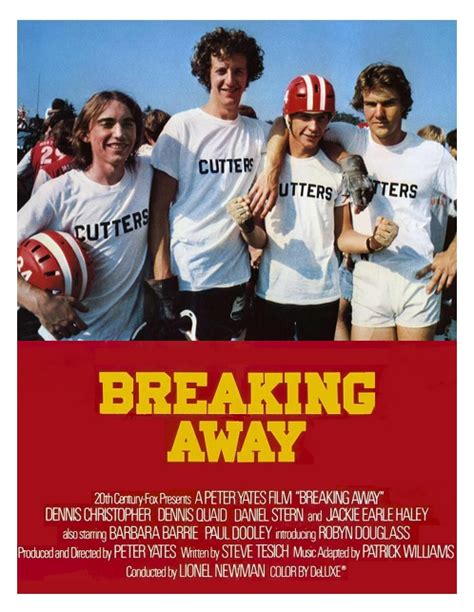 CUTTERS
CUTTERS
CUTTERS
CUTTERS
BREAKING
AWAY
20th Century-Fox Presents A PETER YATES FILM "BREAKING AWAY"
DENNIS CHRISTOPHER DENNIS QUAID DANIEL STERN and JACKIE EARLE HALEY
also starring BARBARA BARRIE PAUL DOOLEY introducing ROBYN DOUGLASS
Produced and Directed by PETER YATES Written by STEVE TESICH Music Adapted by PATRICK WILLIAMS
Conducted by LIONEL NEWMAN COLOR BY DeLUXE®